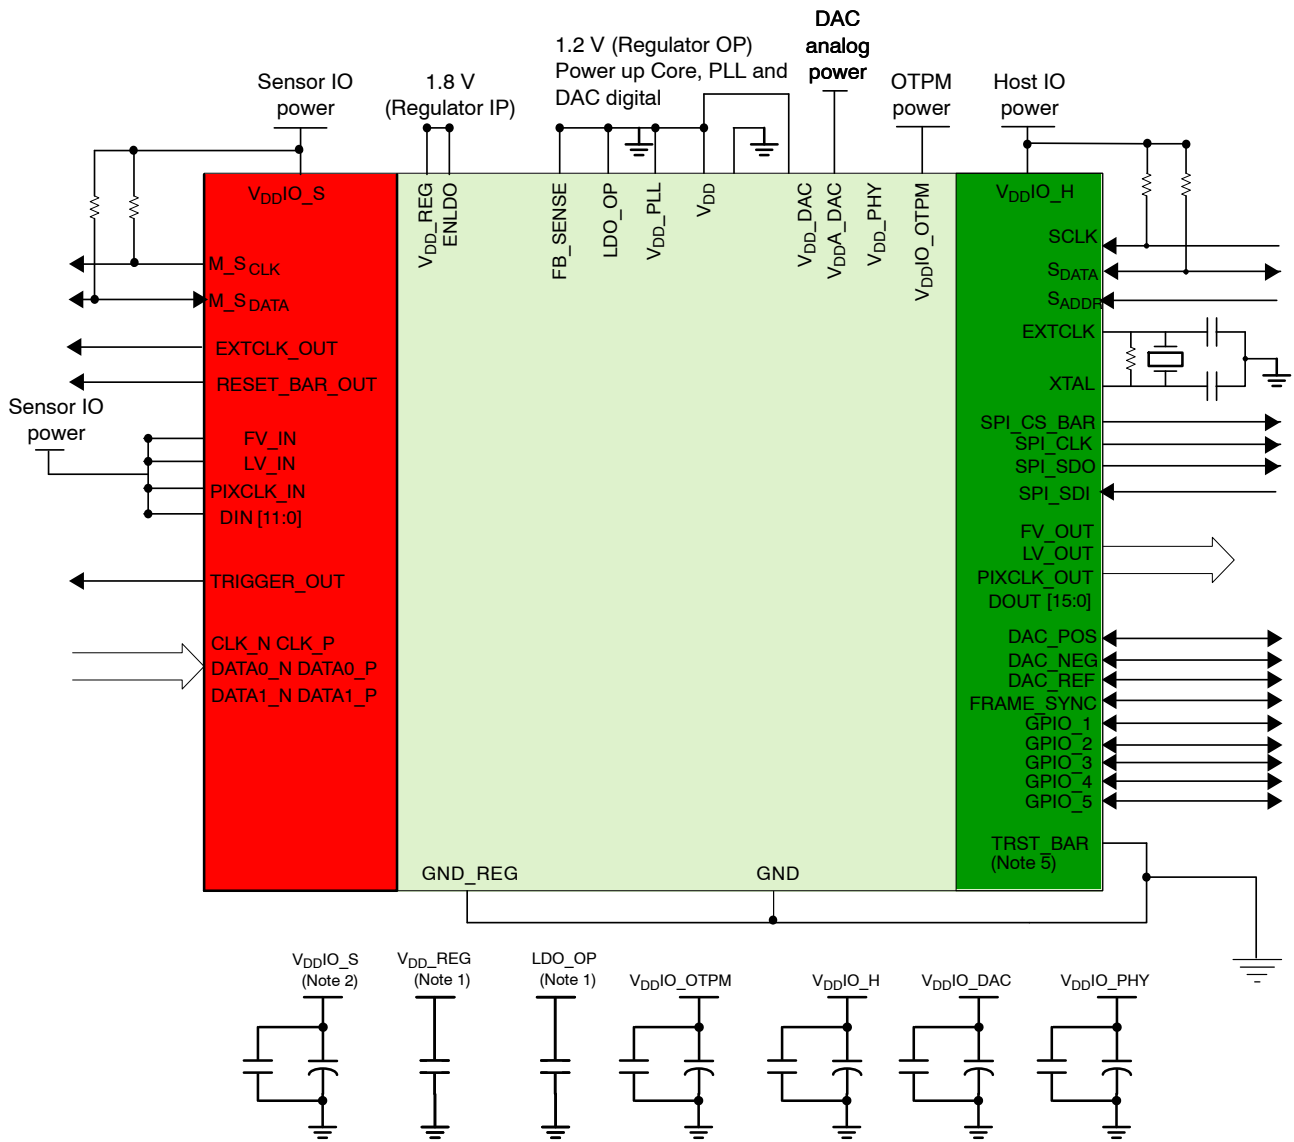 DAC
analog
power
1.2 V (Regulator OP)
Power up Core, PLL and
DAC digital
Sensor IO
power
1.8 V
(Regulator IP)
OTPM
power
Host IO
power
VDDIO_S
VDD_REG
ENLDO
FB_SENSE
LDO_OP
VDD_PLL
VDD
VDD_DAC
VDDA_DAC
VDD_PHY
VDDIO_OTPM
VDDIO_H
M_SCLK
M_SDATA
EXTCLK_OUT
RESET_BAR_OUT
Sensor IO
power
FV_IN
LV_IN
PIXCLK_IN
DIN [11:0]
TRIGGER_OUT
CLK_N CLK_P
DATA0_N DATA0_P
DATA1_N DATA1_P
SCLK
SDATA
SADDR
EXTCLK
XTAL
SPI_CS_BAR
SPI_CLK
SPI_SDO
SPI_SDI
FV_OUT
LV_OUT
PIXCLK_OUT
DOUT [15:0]
DAC_POS
DAC_NEG
DAC_REF
FRAME_SYNC
GPIO_1
GPIO_2
GPIO_3
GPIO_4
GPIO_5
TRST_BAR
(Note 5)
GND_REG
GND
VDDIO_S
(Note 2)
VDD_REG
(Note 1)
LDO_OP
(Note 1)
VDDIO_OTPM
VDDIO_H
VDDIO_DAC
VDDIO_PHY